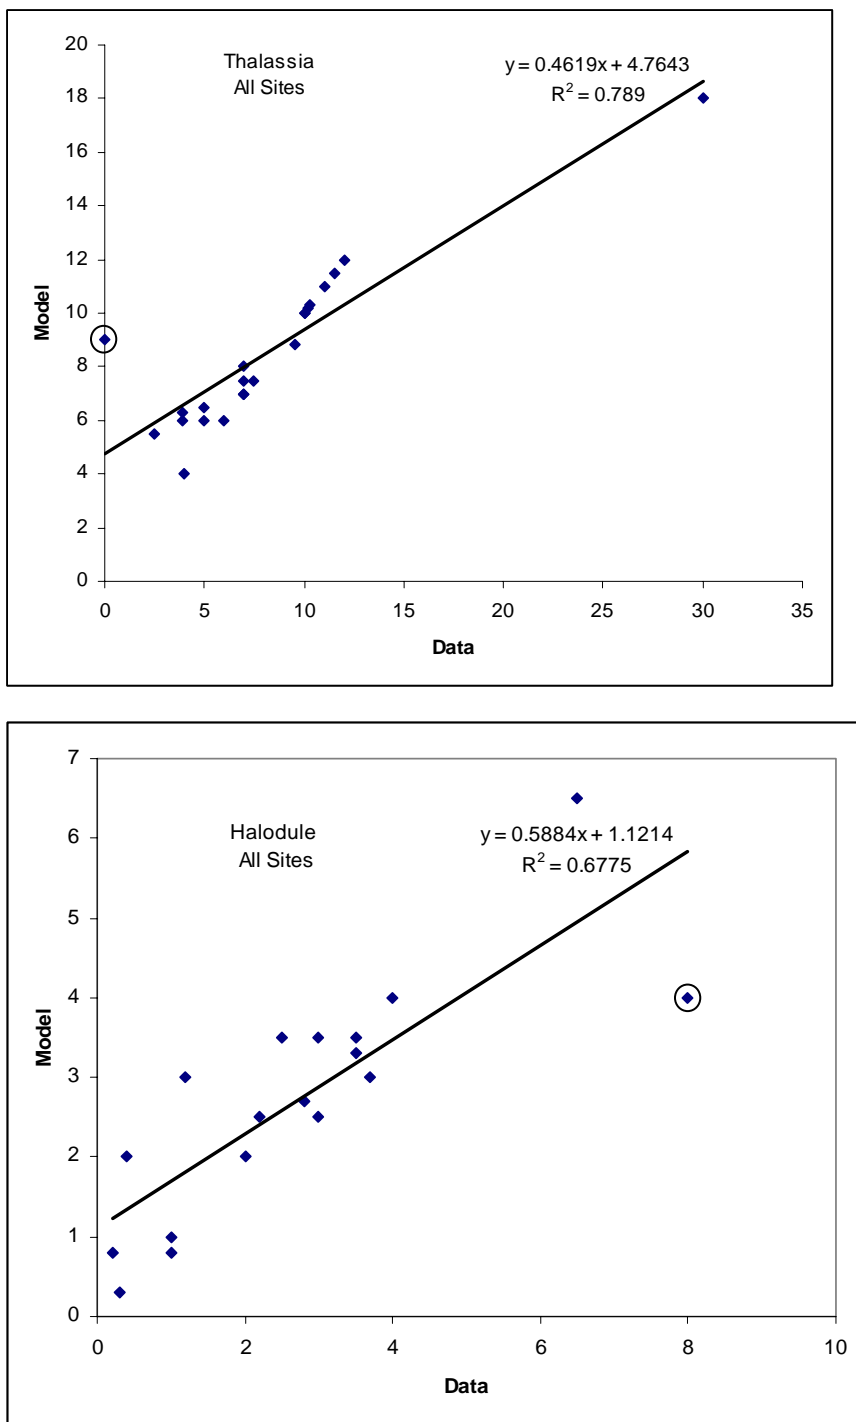 Thalassia
All Sites
y = 0.4619x + 4.7643
R² = 0.789
20
18
16
14
12
10
8
6
4
2
0
Model
0 5 10 15 20 25 30 35
Data
Halodule
All Sites
y = 0.5884x + 1.1214
R² = 0.6775
7
6
5
4
3
2
1
0
Model
0 2 4 6 8 10
Data